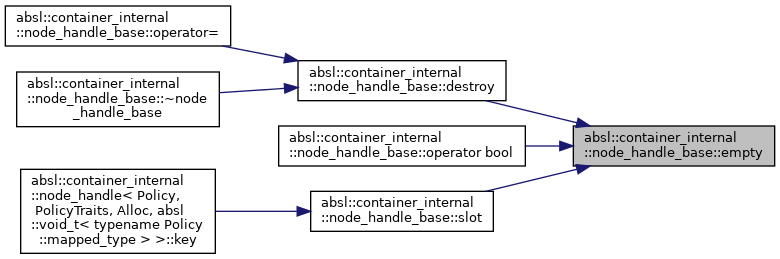 absl::container_internal
::node_handle_base::operator=
absl::container_internal
::node_handle_base::~node
_handle_base
absl::container_internal
::node_handle< Policy,
PolicyTraits, Alloc, absl
::void_t< typename Policy
::mapped_type > >::key
absl::container_internal
::node_handle_base::destroy
absl::container_internal
::node_handle_base::operator bool
absl::container_internal
::node_handle_base::slot
absl::container_internal
::node_handle_base::empty